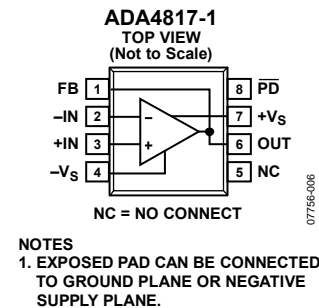 ADA4817-1
TOP VIEW
(Not to Scale)
FB 1
–IN 2
+IN 3
–VS 4
8 PD
7 +VS
6 OUT
5 NC
–
+
NC = NO CONNECT
07756-006
NOTES
1. EXPOSED PAD CAN BE CONNECTED
TO GROUND PLANE OR NEGATIVE
SUPPLY PLANE.